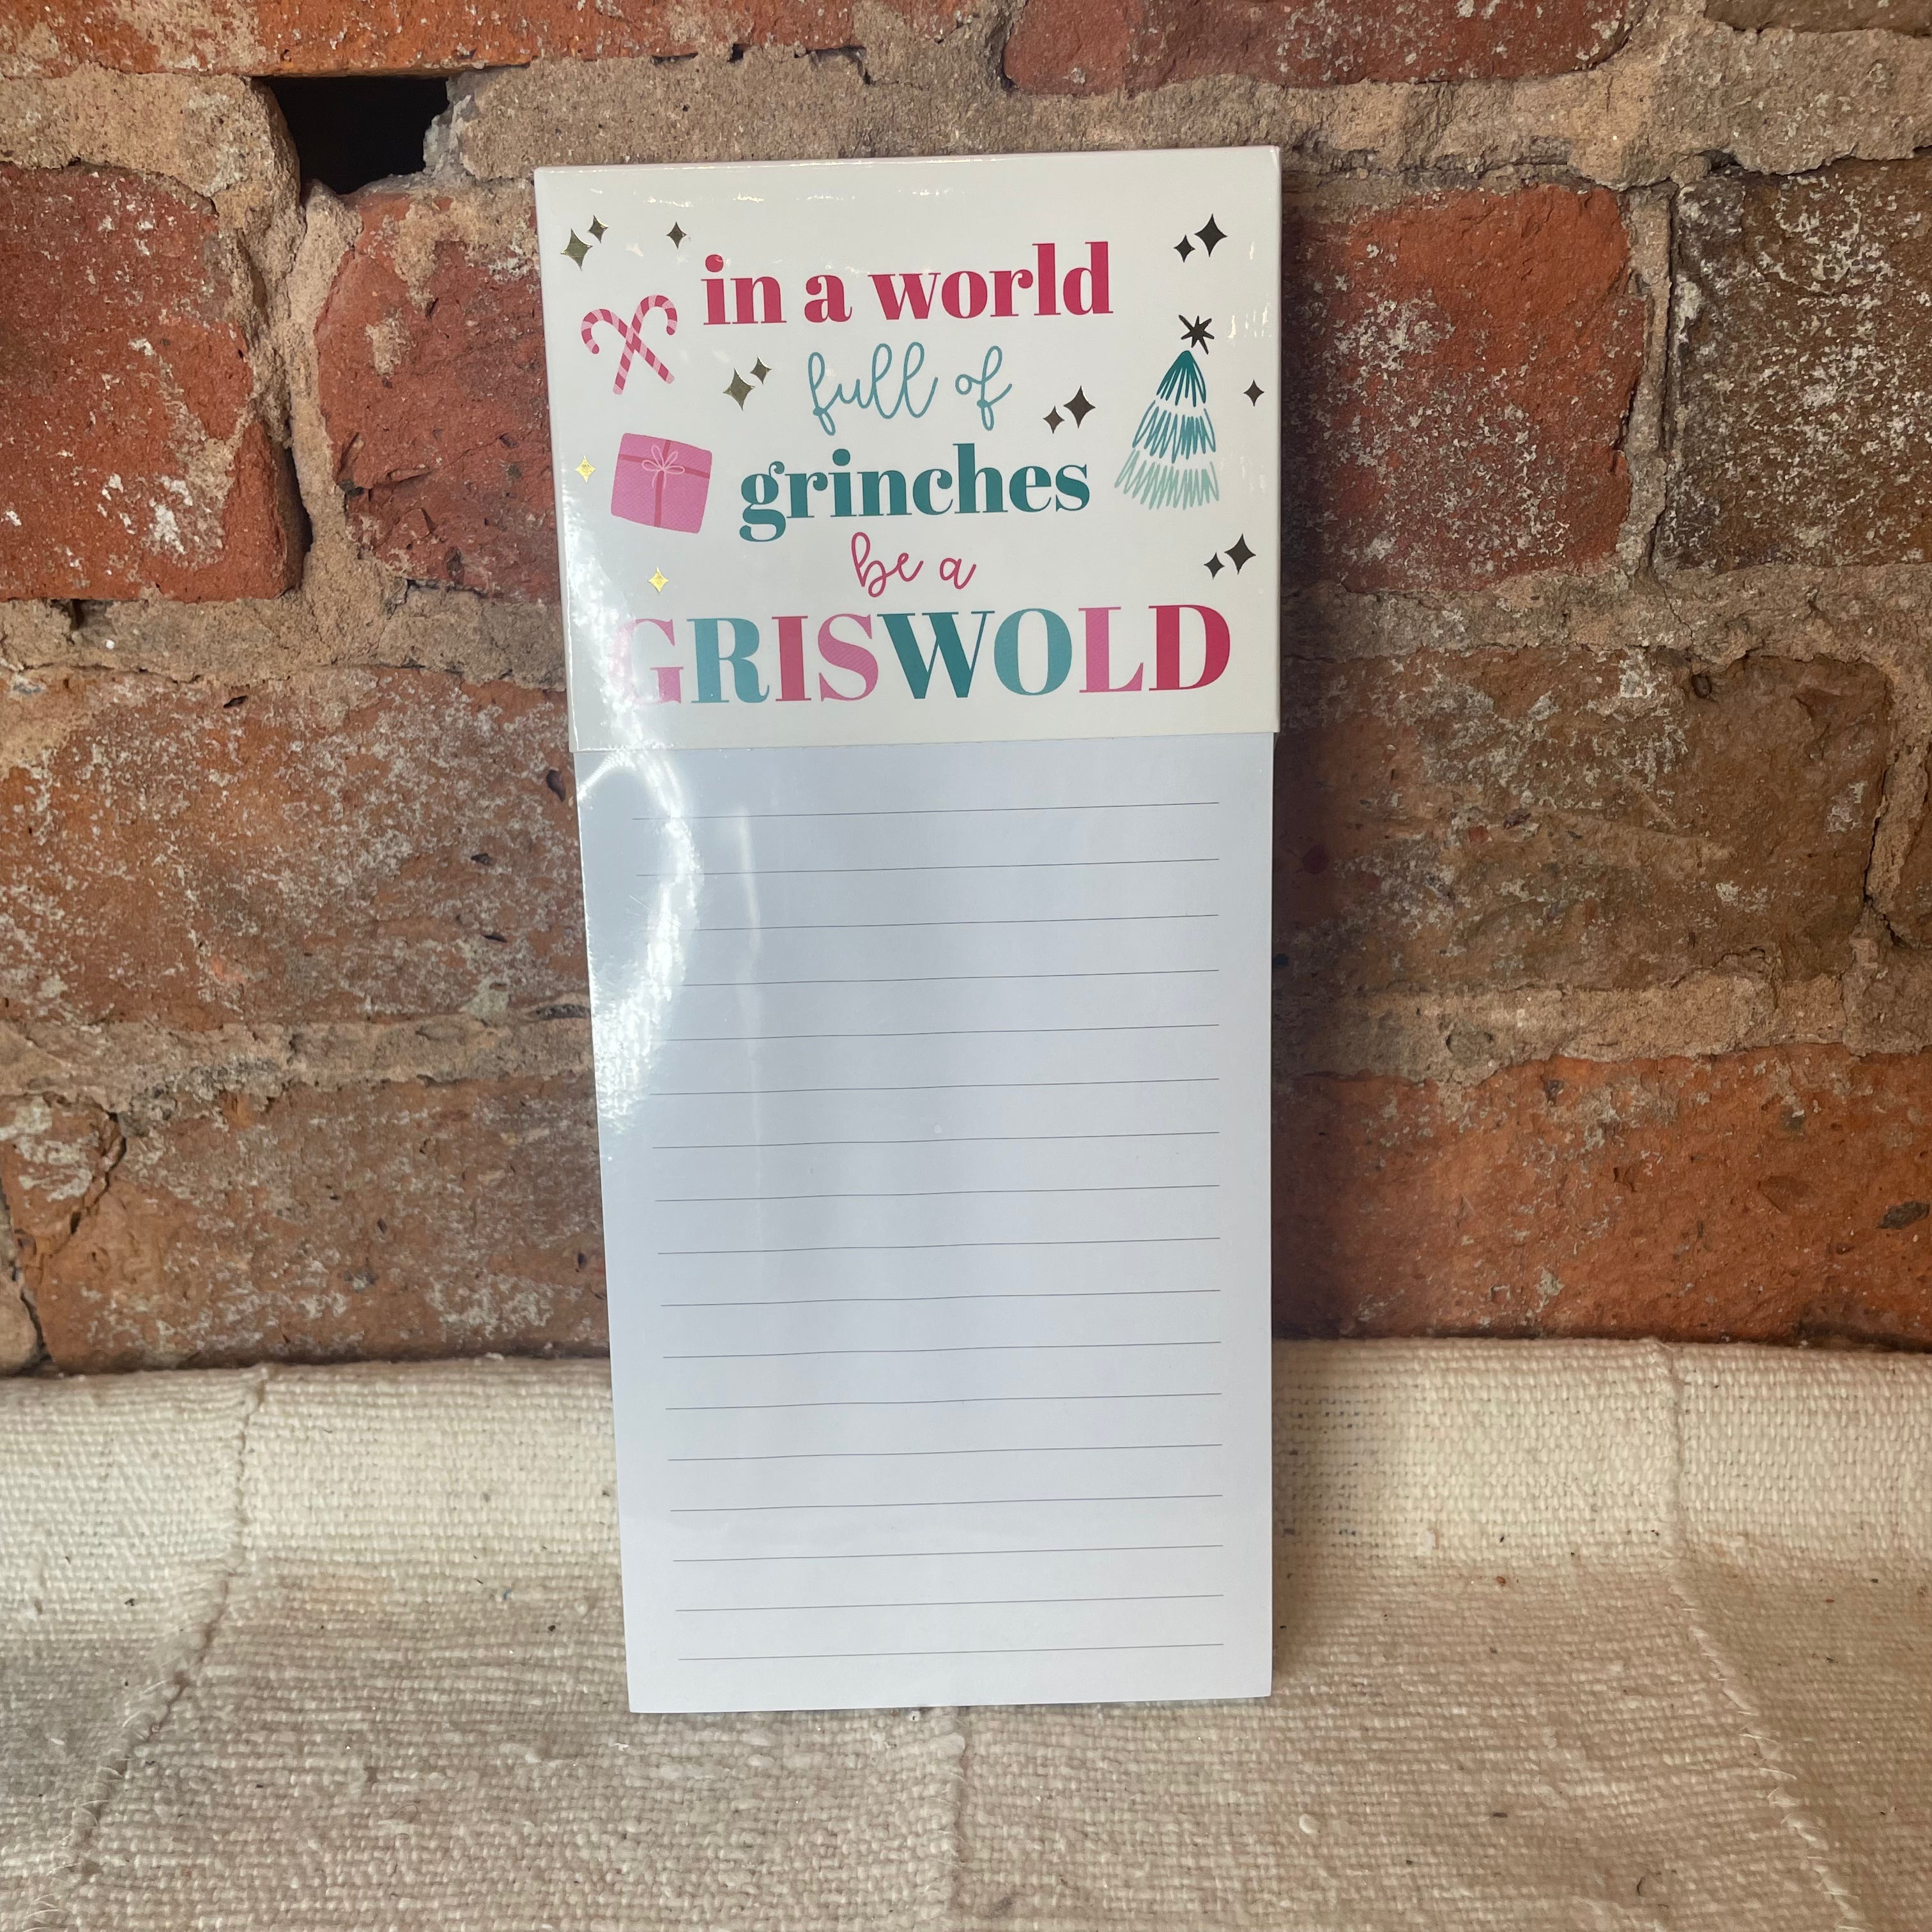 in a world
full of
grinches
be a
GRISWOLD